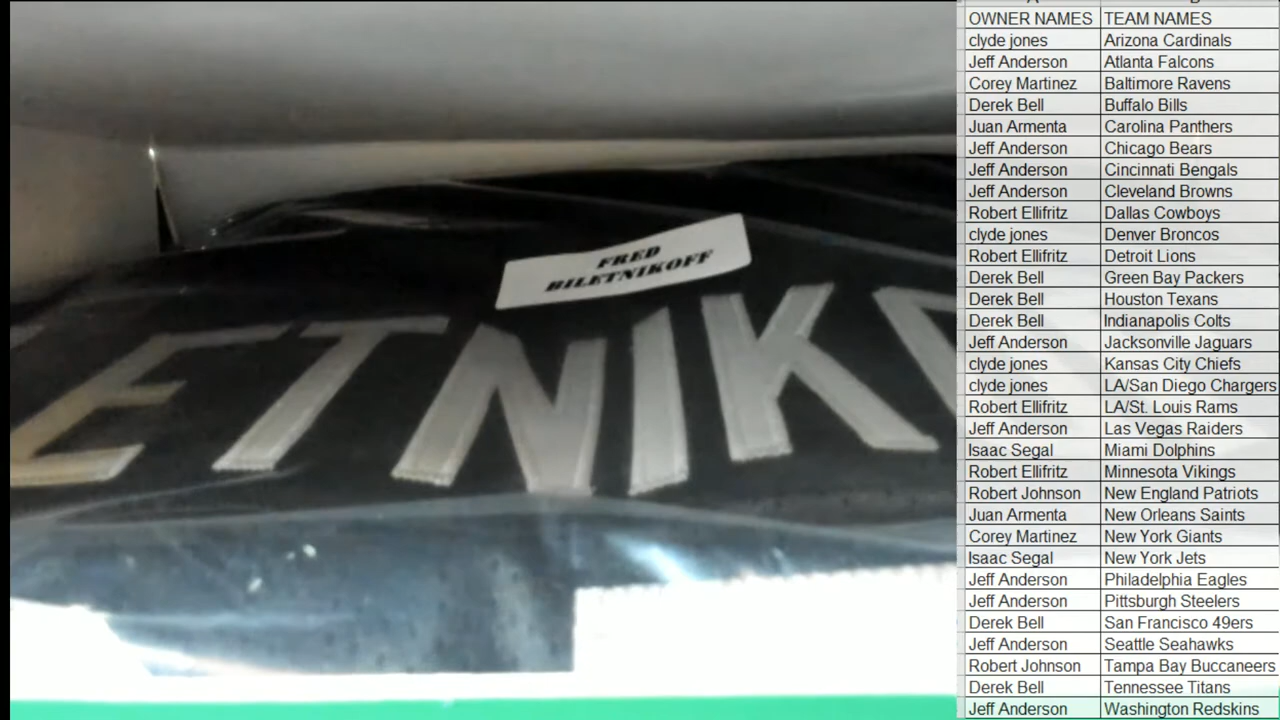 FRED
BILETNIKOFF
ETNIK
OWNER NAMES TEAM NAMES
clyde jones Arizona Cardinals
Jeff Anderson Atlanta Falcons
Corey Martinez Baltimore Ravens
Derek Bell Buffalo Bills
Juan Armenta Carolina Panthers
Jeff Anderson Chicago Bears
Jeff Anderson Cincinnati Bengals
Jeff Anderson Cleveland Browns
Robert Ellifritz Dallas Cowboys
clyde jones Denver Broncos
Robert Ellifritz Detroit Lions
Derek Bell Green Bay Packers
Derek Bell Houston Texans
Derek Bell Indianapolis Colts
Jeff Anderson Jacksonville Jaguars
clyde jones Kansas City Chiefs
clyde jones LA/San Diego Chargers
Robert Ellifritz LA/St. Louis Rams
Jeff Anderson Las Vegas Raiders
Isaac Segal Miami Dolphins
Robert Ellifritz Minnesota Vikings
Robert Johnson New England Patriots
Juan Armenta New Orleans Saints
Corey Martinez New York Giants
Isaac Segal New York Jets
Jeff Anderson Philadelphia Eagles
Jeff Anderson Pittsburgh Steelers
Derek Bell San Francisco 49ers
Jeff Anderson Seattle Seahawks
Robert Johnson Tampa Bay Buccaneers
Derek Bell Tennessee Titans
Jeff Anderson Washington Redskins